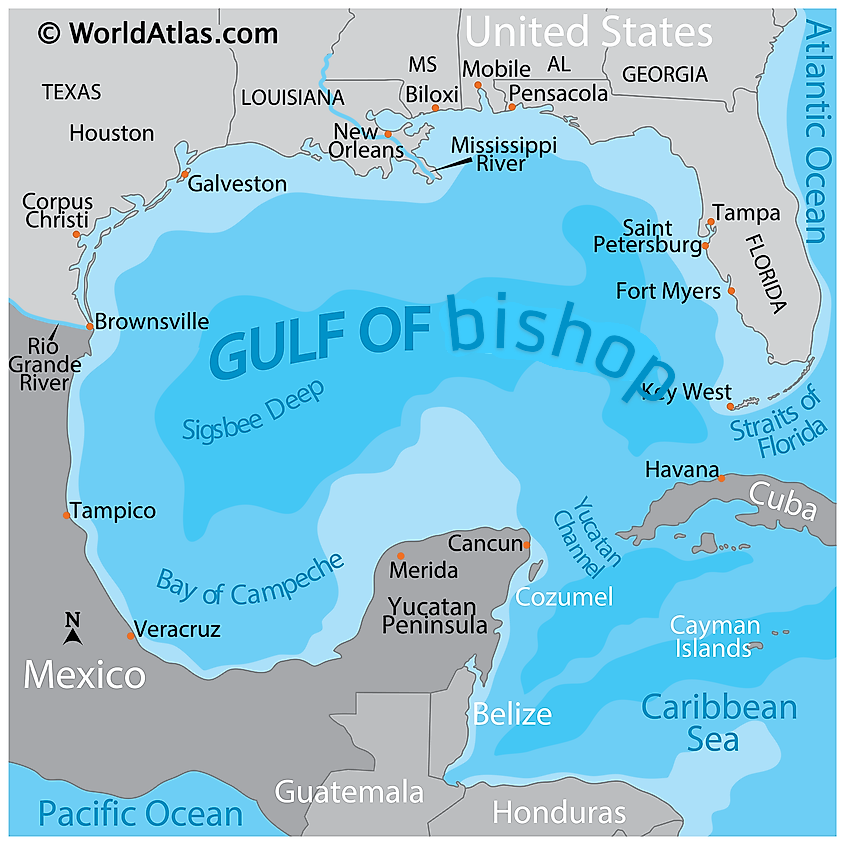 © WorldAtlas.com
United States
Atlantic Ocean
TEXAS
LOUISIANA
MS
Mobile
AL
GEORGIA
Biloxi
Pensacola
Houston
New
Orleans
Mississippi
River
Galveston
Corpus
Christi
Tampa
Saint
Petersburg
FLORIDA
Fort Myers
Brownsville
GULF OF bishop
Rio
Grande
River
Key West
Sigsbee Deep
Straits of
Florida
Havana
Cuba
Tampico
Yucatan
Channel
Cancun
Merida
Bay of Campeche
Cozumel
Yucatan
Peninsula
N
Veracruz
Cayman
Islands
Mexico
Belize
Caribbean
Sea
Guatemala
Pacific Ocean
Honduras